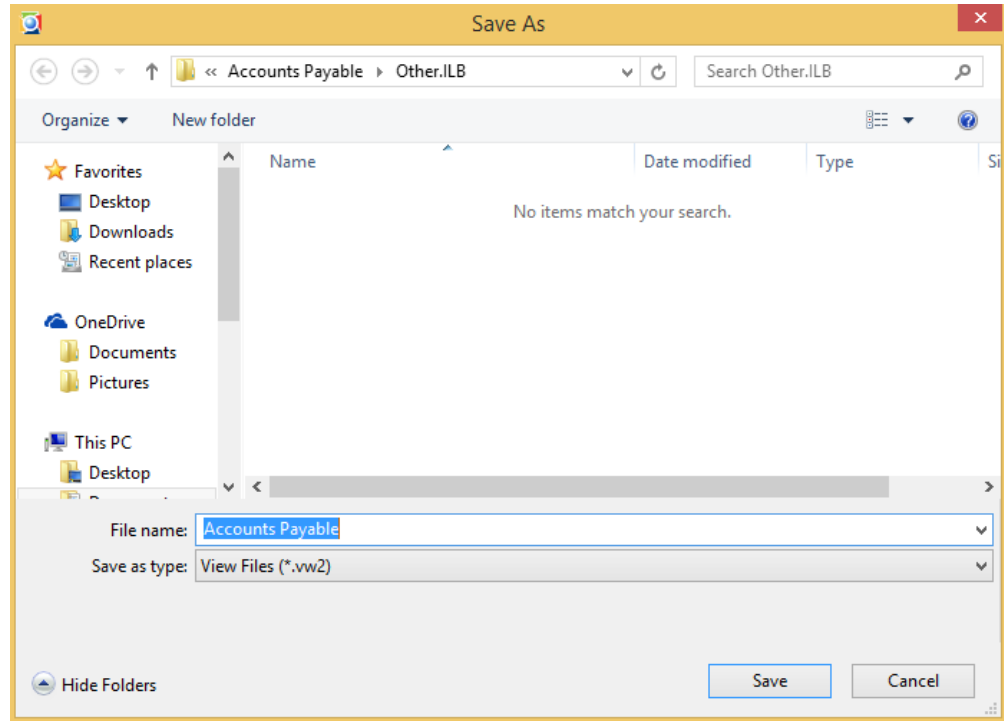 Save As
« Accounts Payable Other.ILB
Search Other.ILB
Organize New folder
Name Date modified Type Si
Favorites
Desktop
Downloads
Recent places
No items match your search.
OneDrive
Documents
Pictures
This PC
Desktop
File name: Accounts Payable
Save as type: View Files (*.vw2)
Hide Folders
Save Cancel